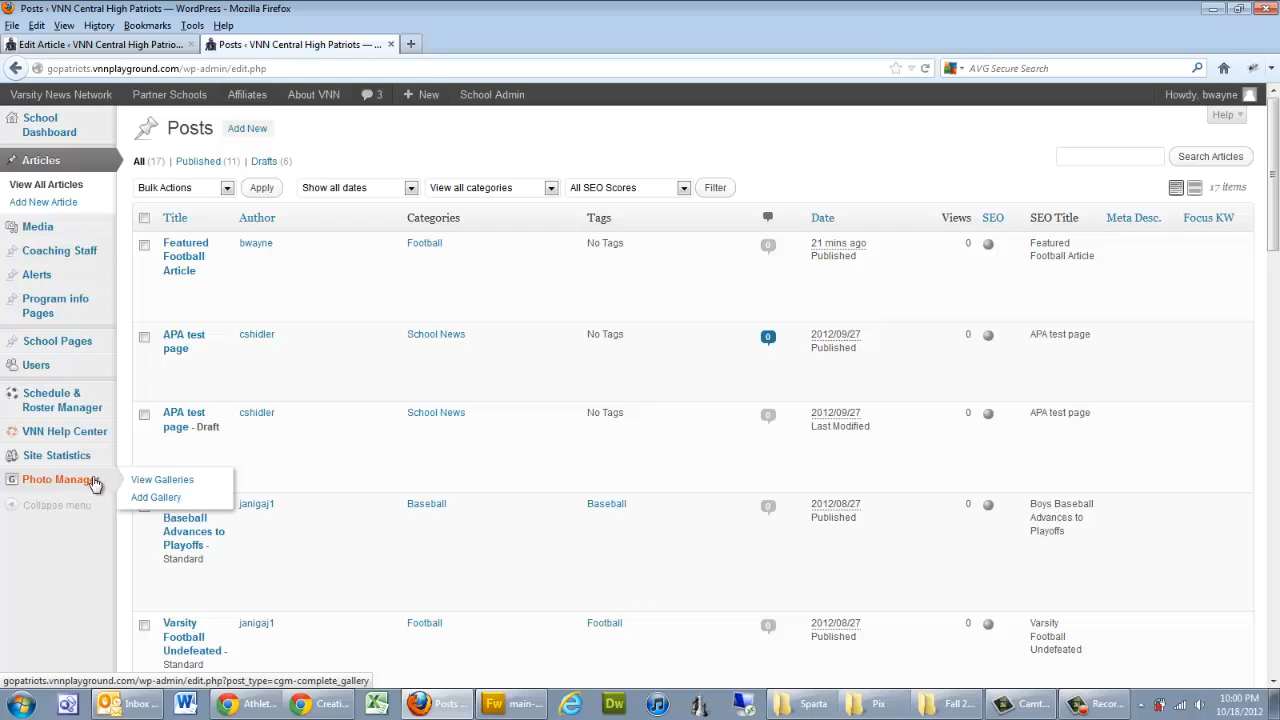 Posts ‹ VNN Central High Patriots — WordPress - Mozilla Firefox
File Edit View History Bookmarks Tools Help
Edit Article ‹ VNN Central High Patrio... × Posts ‹ VNN Central High Patriots — ... × +
gopatriots.vnnplayground.com/wp-admin/edit.php AVG Secure Search
Varsity News Network Partner Schools Affiliates About VNN 3 + New School Admin Howdy, bwayne
School
Dashboard
Articles
View All Articles
Add New Article
Media
Coaching Staff
Alerts
Program info
Pages
School Pages
Users
Schedule &
Roster Manager
VNN Help Center
Site Statistics
Photo Manag
Collapse menu
View Galleries
Add Gallery
Help
Posts Add New
All (17) | Published (11) | Drafts (6)
Search Articles
Bulk Actions Apply Show all dates View all categories All SEO Scores Filter 17 items
Title Author Categories Tags Date Views SEO SEO Title Meta Desc. Focus KW
Featured
Football
Article
bwayne Football No Tags 0 21 mins ago
Published
0
Featured
Football Article
APA test
page
cshidler School News No Tags 0 2012/09/27
Published
0 APA test page
APA test
page - Draft
cshidler School News No Tags 0 2012/09/27
Last Modified
0 APA test page
Baseball
Advances to
Playoffs -
Standard
janigaj1 Baseball Baseball 0 2012/08/27
Published
0
Boys Baseball
Advances to
Playoffs
Varsity
Football
Undefeated -
Standard
janigaj1 Football Football 0 2012/08/27
Published
0
Varsity
Football
Undefeated
gopatriots.vnnplayground.com/wp-admin/edit.php?post_type=cgm-complete_gallery
Inbox ... Athlet... Creati... Posts ... main-... Sparta Pix Fall 2... Camt... Recor...
10:00 PM
10/18/2012